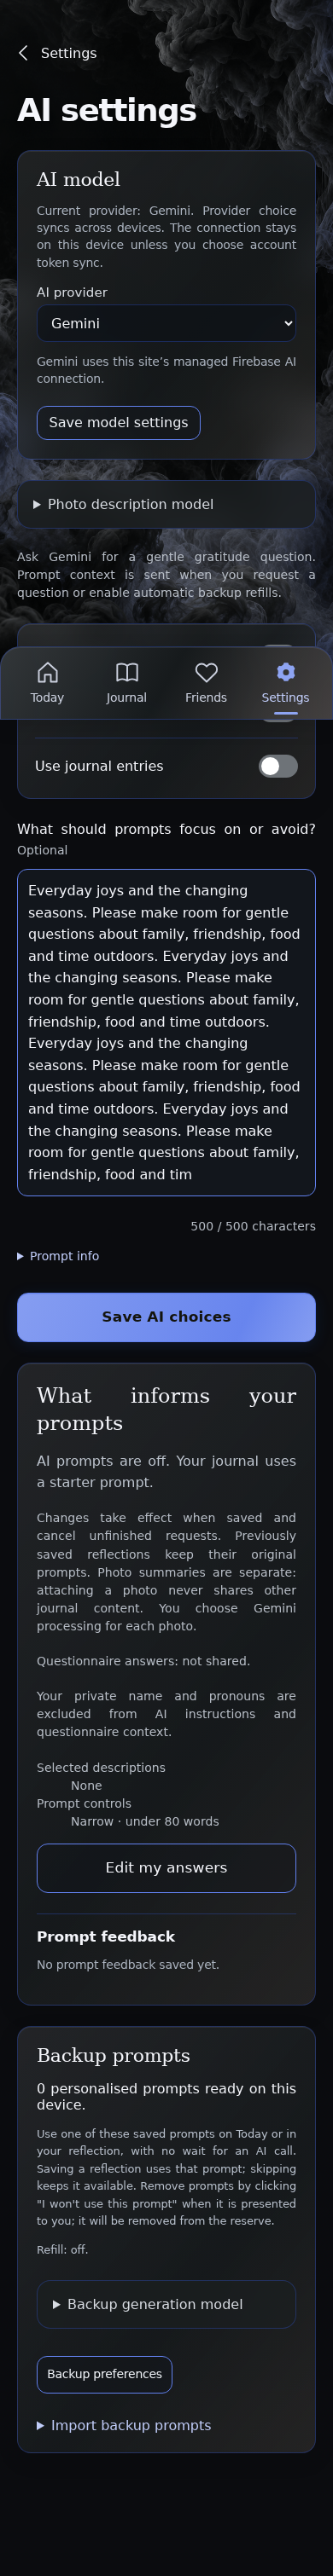 Settings
AI settings
AI model
Current provider: Gemini. Provider choice
syncs across devices. The connection stays
on this device unless you choose account
token sync.
AI provider
Gemini
Gemini uses this site’s managed Firebase AI
connection.
Save model settings
Photo description model
Ask Gemini for a gentle gratitude question.
Prompt context is sent when you request a
question or enable automatic backup refills.
Today
Journal
Friends
Settings
Use journal entries
What should prompts focus on or avoid?
Optional
Everyday joys and the changing
seasons. Please make room for gentle
questions about family, friendship, food
and time outdoors. Everyday joys and
the changing seasons. Please make
room for gentle questions about family,
friendship, food and time outdoors.
Everyday joys and the changing
seasons. Please make room for gentle
questions about family, friendship, food
and time outdoors. Everyday joys and
the changing seasons. Please make
room for gentle questions about family,
friendship, food and tim
500 / 500 characters
Prompt info
Save AI choices
What informs your
prompts
AI prompts are off. Your journal uses
a starter prompt.
Changes take effect when saved and
cancel unfinished requests. Previously
saved reflections keep their original
prompts. Photo summaries are separate:
attaching a photo never shares other
journal content. You choose Gemini
processing for each photo.
Questionnaire answers: not shared.
Your private name and pronouns are
excluded from AI instructions and
questionnaire context.
Selected descriptions
None
Prompt controls
Narrow · under 80 words
Edit my answers
Prompt feedback
No prompt feedback saved yet.
Backup prompts
0 personalised prompts ready on this
device.
Use one of these saved prompts on Today or in
your reflection, with no wait for an AI call.
Saving a reflection uses that prompt; skipping
keeps it available. Remove prompts by clicking
"I won't use this prompt" when it is presented
to you; it will be removed from the reserve.
Refill: off.
Backup generation model
Backup preferences
Import backup prompts